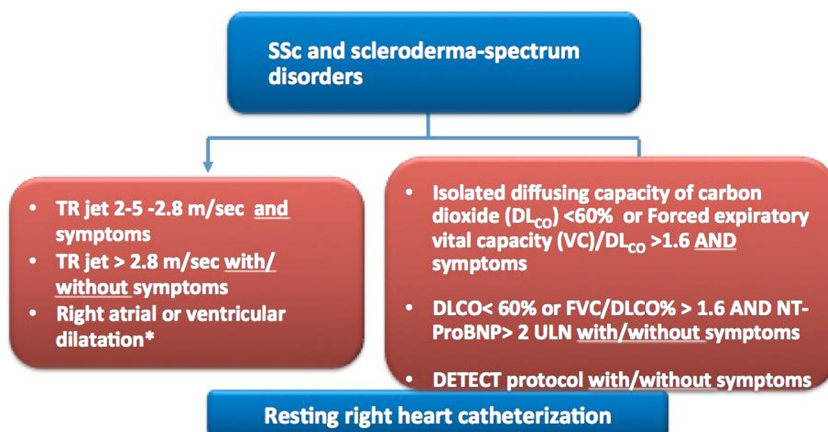 SSc and scleroderma-spectrum
disorders
• TR jet 2-5 -2.8 m/sec and
symptoms
• TR jet > 2.8 m/sec with/
without symptoms
• Right atrial or ventricular
dilatation*
• Isolated diffusing capacity of carbon
dioxide (DLCO) <60% or Forced expiratory
vital capacity (VC)/DLCO >1.6 AND
symptoms
• DLCO< 60% or FVC/DLCO% > 1.6 AND NT-
ProBNP> 2 ULN with/without symptoms
• DETECT protocol with/without symptoms
Resting right heart catheterization